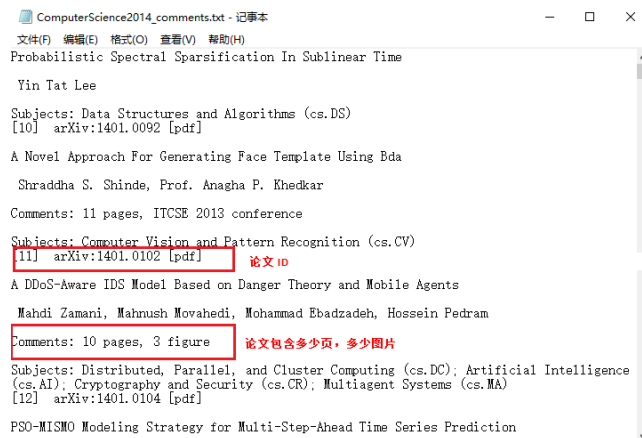 ComputerScience2014_comments.txt - 记事本
文件(F) 编辑(E) 格式(O) 查看(V) 帮助(H)
Probabilistic Spectral Sparsification In Sublinear Time
Yin Tat Lee
Subjects: Data Structures and Algorithms (cs.DS)
[10] arXiv:1401.0092 [pdf]
A Novel Approach For Generating Face Template Using Bda
Shraddha S. Shinde, Prof. Anagha P. Khedkar
Comments: 11 pages, ITCSE 2013 conference
Subjects: Computer Vision and Pattern Recognition (cs.CV)
[11] arXiv:1401.0102 [pdf] 论文 ID
A DDoS-Aware IDS Model Based on Danger Theory and Mobile Agents
Mahdi Zamani, Mahnush Movahedi, Mohammad Ebadzadeh, Hossein Pedram
Comments: 10 pages, 3 figure 论文包含多少页，多少图片
Subjects: Distributed, Parallel, and Cluster Computing (cs.DC); Artificial Intelligence
(cs.AI); Cryptography and Security (cs.CR); Multiagent Systems (cs.MA)
[12] arXiv:1401.0104 [pdf]
PSO-MISMO Modeling Strategy for Multi-Step-Ahead Time Series Prediction